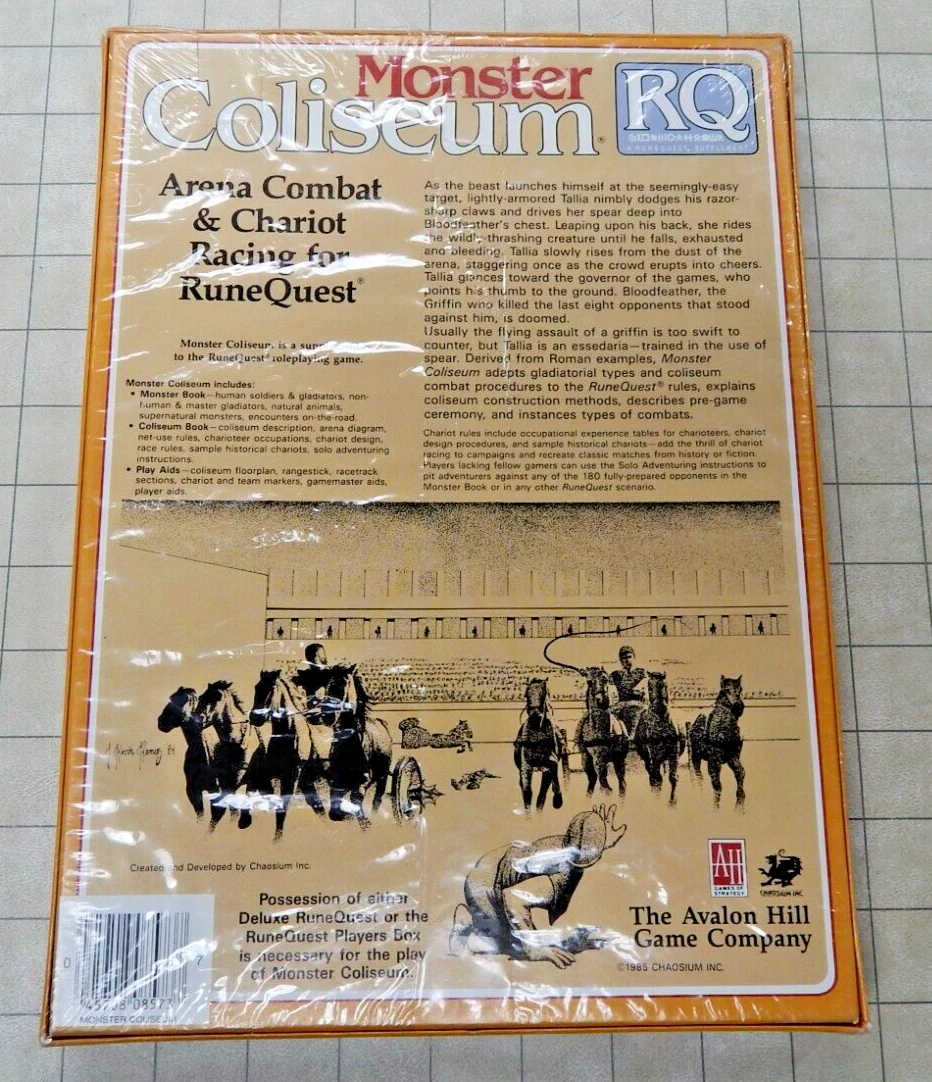 Monster
Coliseum®
RQ
A RUNEQUEST® SUPPLEMENT
Arena Combat
& Chariot
Racing for
RuneQuest®
Monster Coliseum is a
to the RuneQuest® roleplaying game.
Monster Coliseum includes:
• Monster Book—human soldiers & gladiators, non-
human & master gladiators, natural animals,
supernatural monsters, encounters on-the-road.
• Coliseum Book—coliseum description, arena diagram,
net-use rules, charioteer occupations, chariot design,
race rules, sample historical chariots, solo adventuring
instructions.
• Play Aids—coliseum floorplan, rangestick, racetrack
sections, chariot and team markers, gamemaster aids,
player aids.
As the beast launches himself at the seemingly-easy
target, lightly-armored Tallia nimbly dodges his razor-
sharp claws and drives her spear deep into
Bloodfeather's chest. Leaping upon his back, she rides
the wildly-thrashing creature until he falls, exhausted
and bleeding. Tallia slowly rises from the dust of the
arena, staggering once as the crowd erupts into cheers.
Tallia glances toward the governor of the games, who
points his thumb to the ground. Bloodfeather, the
Griffin who killed the last eight opponents that stood
against him, is doomed.
Usually the flying assault of a griffin is too swift to
counter, but Tallia is an essedaria—trained in the use of
spear. Derived from Roman examples, Monster
Coliseum adapts gladiatorial types and coliseum
combat procedures to the RuneQuest® rules, explains
coliseum construction methods, describes pre-game
ceremony, and instances types of combats.
Chariot rules include occupational experience tables for charioteers, chariot
design procedures, and sample historical chariots—add the thrill of chariot
racing to campaigns and recreate classic matches from history or fiction.
Players lacking fellow gamers can use the Solo Adventuring instructions to
pit adventurers against any of the 180 fully-prepared opponents in the
Monster Book or in any other RuneQuest scenario.
84
Created and Developed by Chaosium Inc.
Possession of either
Deluxe RuneQuest or the
RuneQuest Players Box
is necessary for the play
of Monster Coliseum.
AH
GAMES OF
STRATEGY
CHAOSIUM INC.
The Avalon Hill
Game Company
©1985 CHAOSIUM INC.
0
7
08573
MONSTER COLISEUM